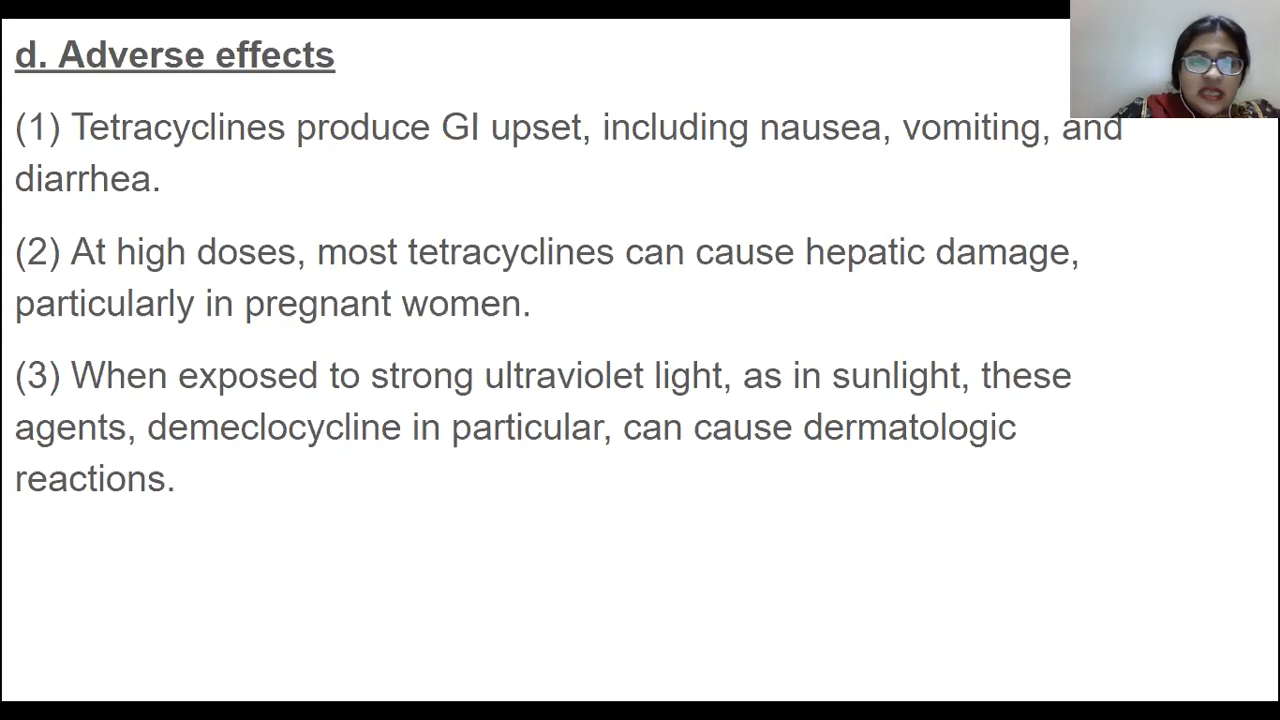 d. Adverse effects
(1) Tetracyclines produce GI upset, including nausea, vomiting, and
diarrhea.
(2) At high doses, most tetracyclines can cause hepatic damage,
particularly in pregnant women.
(3) When exposed to strong ultraviolet light, as in sunlight, these
agents, demeclocycline in particular, can cause dermatologic
reactions.